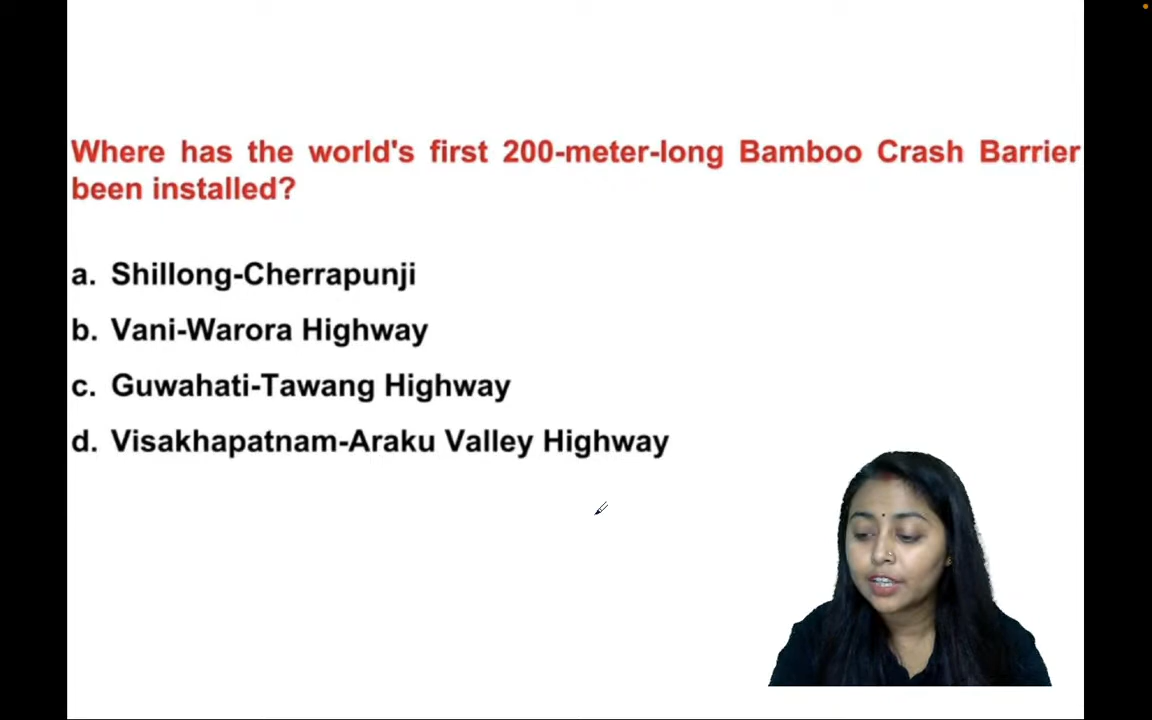 Where has the world's first 200-meter-long Bamboo Crash Barrier
been installed?
a. Shillong-Cherrapunji
b. Vani-Warora Highway
c. Guwahati-Tawang Highway
d. Visakhapatnam-Araku Valley Highway